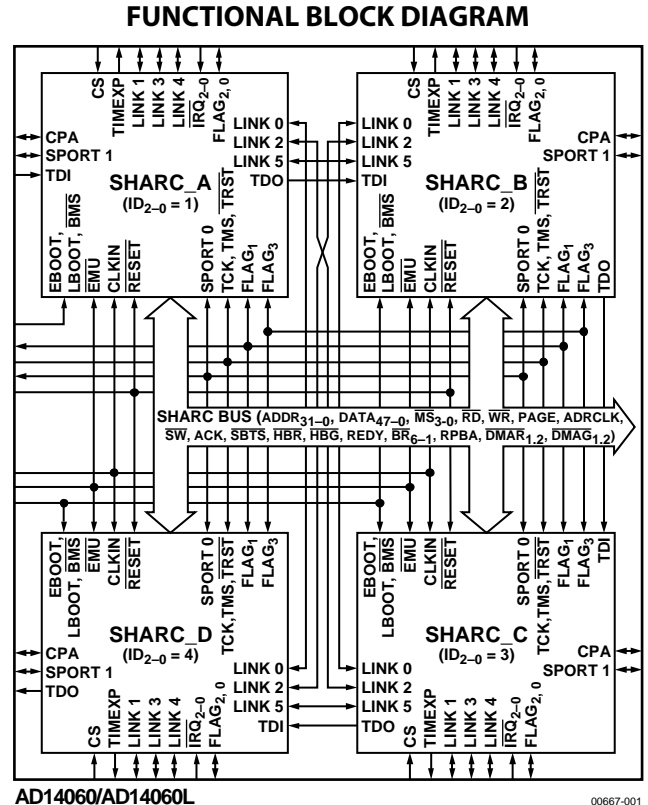 FUNCTIONAL BLOCK DIAGRAM
CS
TIMEXP
LINK 1
LINK 3
LINK 4
IRQ2–0
FLAG2, 0
CPA
SPORT 1
TDI
LINK 0
LINK 2
LINK 5
TDO
SHARC_A
(ID2–0 = 1)
EBOOT,
LBOOT, BMS
EMU
CLKIN
RESET
SPORT 0
TCK, TMS, TRST
FLAG1
FLAG3
CS
TIMEXP
LINK 1
LINK 3
LINK 4
IRQ2–0
FLAG2, 0
LINK 0
LINK 2
LINK 5
TDI
CPA
SPORT 1
SHARC_B
(ID2–0 = 2)
EBOOT,
LBOOT, BMS
EMU
CLKIN
RESET
SPORT 0
TCK, TMS, TRST
FLAG1
FLAG3
TDO
SHARC BUS (ADDR31–0, DATA47–0, MS3-0, RD, WR, PAGE, ADRCLK,
SW, ACK, SBTS, HBR, HBG, REDY, BR6–1, RPBA, DMAR1.2, DMAG1.2)
EBOOT,
LBOOT, BMS
EMU
CLKIN
RESET
SPORT 0
TCK,TMS,TRST
FLAG1
FLAG3
SHARC_D
(ID2–0 = 4)
CPA
SPORT 1
TDO
LINK 0
LINK 2
LINK 5
TDI
CS
TIMEXP
LINK 1
LINK 3
LINK 4
IRQ2–0
FLAG2, 0
EBOOT,
LBOOT, BMS
EMU
CLKIN
RESET
SPORT 0
TCK,TMS,TRST
FLAG1
FLAG3
TDI
SHARC_C
(ID2–0 = 3)
CPA
SPORT 1
LINK 0
LINK 2
LINK 5
TDO
CS
TIMEXP
LINK 1
LINK 3
LINK 4
IRQ2–0
FLAG2, 0
AD14060/AD14060L
00667-001